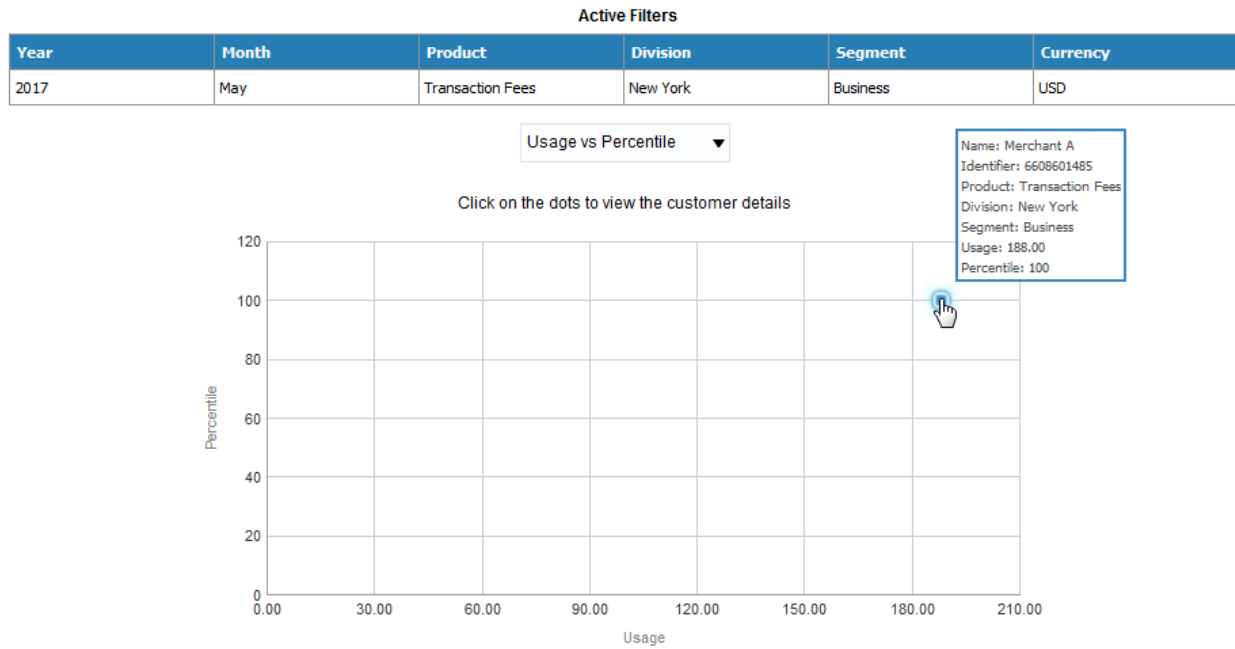 Active Filters
Year Month Product Division Segment Currency
2017 May Transaction Fees New York Business USD
Usage vs Percentile
Name: Merchant A
Identifier: 6608601485
Product: Transaction Fees
Division: New York
Segment: Business
Usage: 188.00
Percentile: 100
Click on the dots to view the customer details
120
100
80
60
40
20
0
Percentile
0.00 30.00 60.00 90.00 120.00 150.00 180.00 210.00
Usage